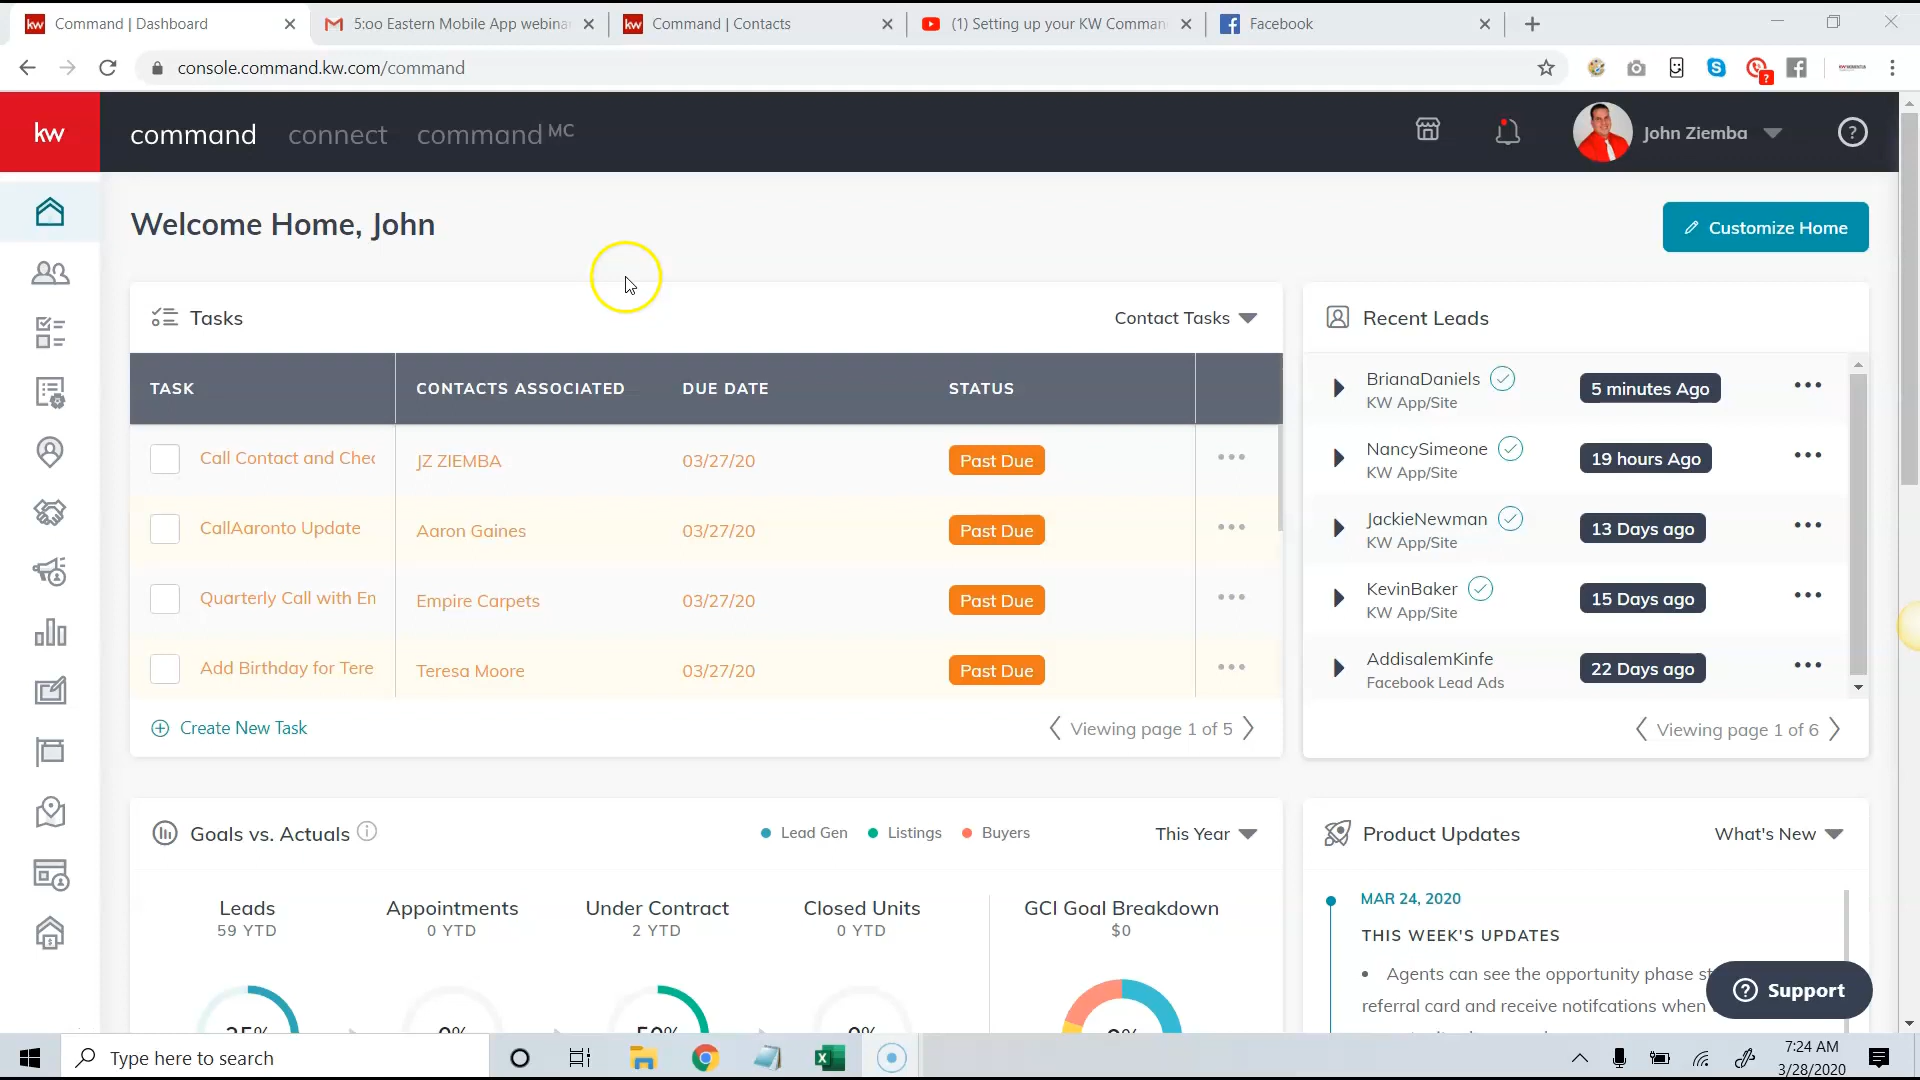 kw Command | Dashboard
5:00 Eastern Mobile App webinar
kw Command | Contacts
(1) Setting up your KW Comman
Facebook
console.command.kw.com/command
kw
command connect command MC
John Ziemba
Welcome Home, John
Customize Home
Tasks
Contact Tasks
TASK CONTACTS ASSOCIATED DUE DATE STATUS
Call Contact and Chec JZ ZIEMBA 03/27/20 Past Due
CallAaronto Update Aaron Gaines 03/27/20 Past Due
Quarterly Call with Em Empire Carpets 03/27/20 Past Due
Add Birthday for Tere Teresa Moore 03/27/20 Past Due
Create New Task
Viewing page 1 of 5
Recent Leads
BrianaDaniels
KW App/Site
5 minutes Ago
NancySimeone
KW App/Site
19 hours Ago
JackieNewman
KW App/Site
13 Days ago
KevinBaker
KW App/Site
15 Days ago
AddisalemKinfe
Facebook Lead Ads
22 Days ago
Viewing page 1 of 6
Goals vs. Actuals
Lead Gen Listings Buyers
This Year
Leads
59 YTD
Appointments
0 YTD
Under Contract
2 YTD
Closed Units
0 YTD
GCI Goal Breakdown
$0
Product Updates
What's New
MAR 24, 2020
THIS WEEK'S UPDATES
• Agents can see the opportunity phase st
referral card and receive notifcations when
Support
Type here to search
7:24 AM
3/28/2020